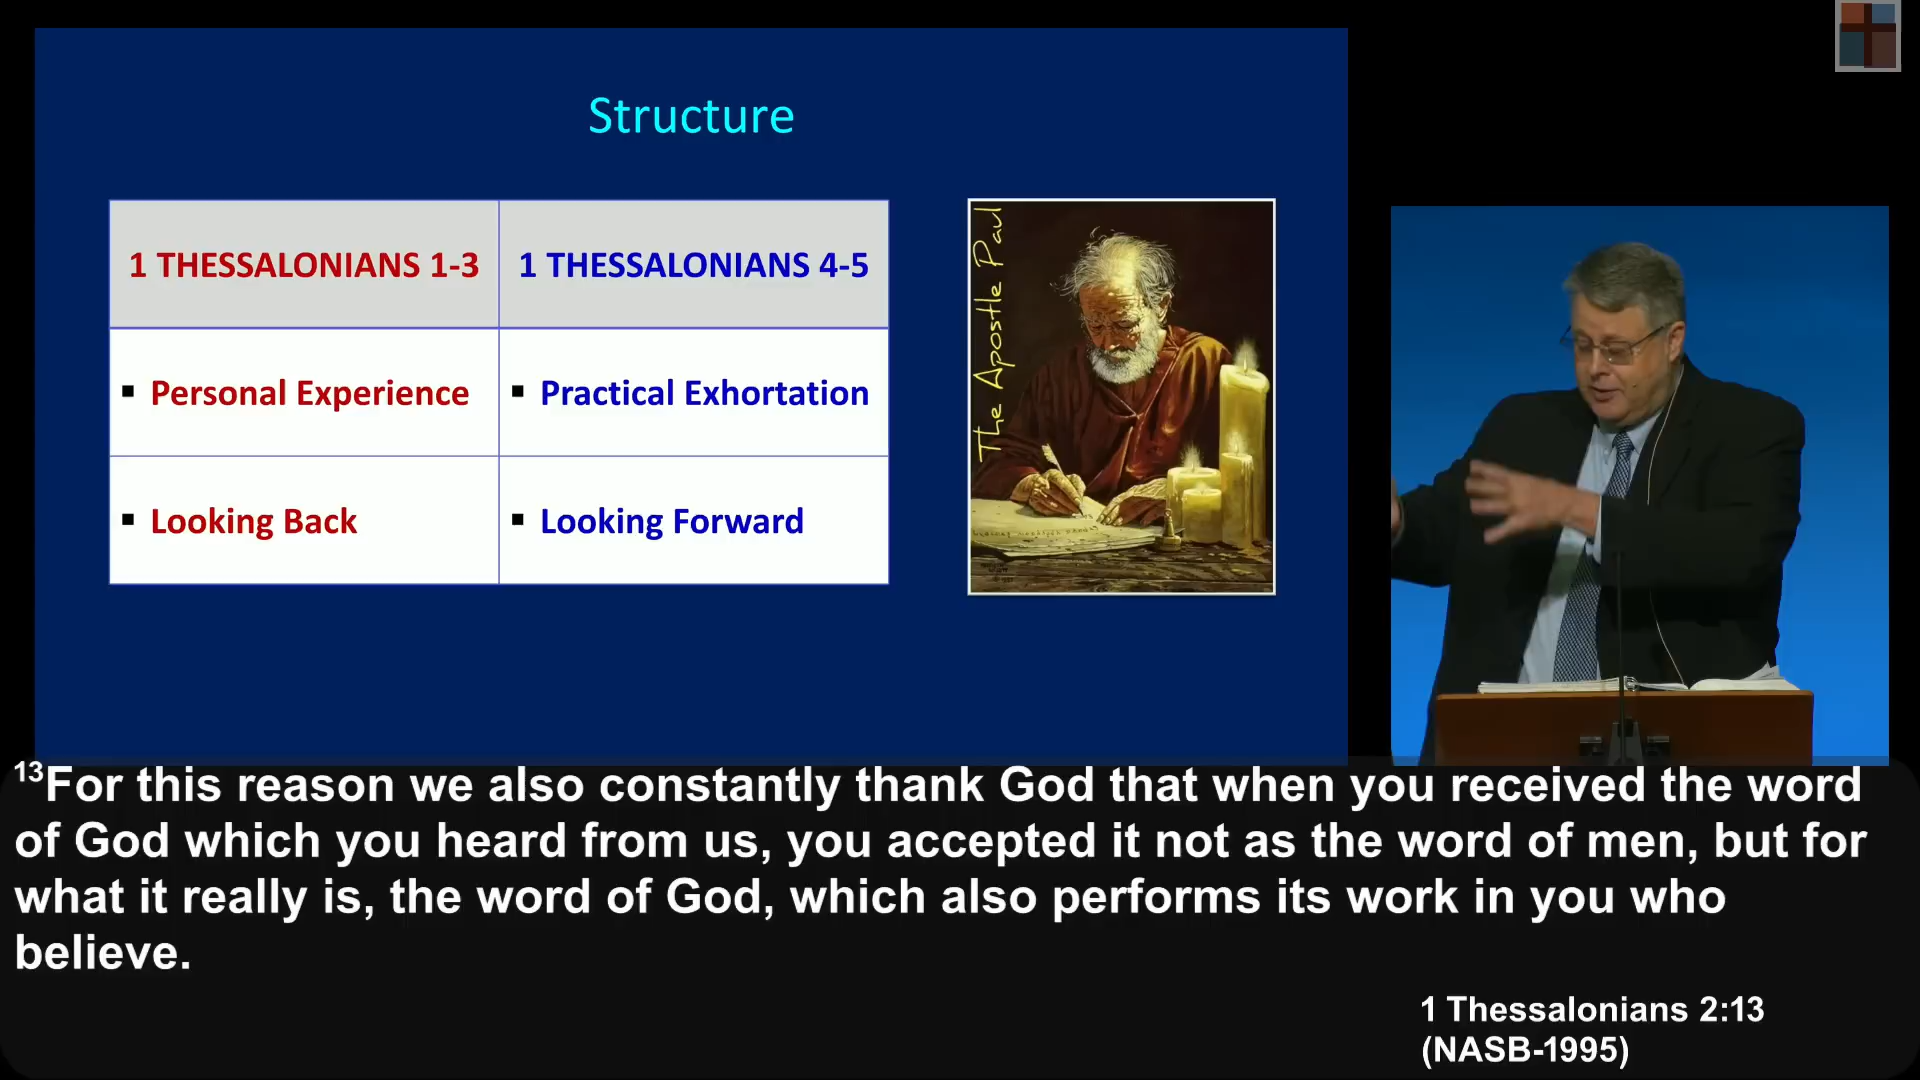 Structure
1 THESSALONIANS 1-3
1 THESSALONIANS 4-5
▪ Personal Experience
▪ Practical Exhortation
▪ Looking Back
▪ Looking Forward
The Apostle Paul
13For this reason we also constantly thank God that when you received the word
of God which you heard from us, you accepted it not as the word of men, but for
what it really is, the word of God, which also performs its work in you who
believe.
1 Thessalonians 2:13
(NASB-1995)